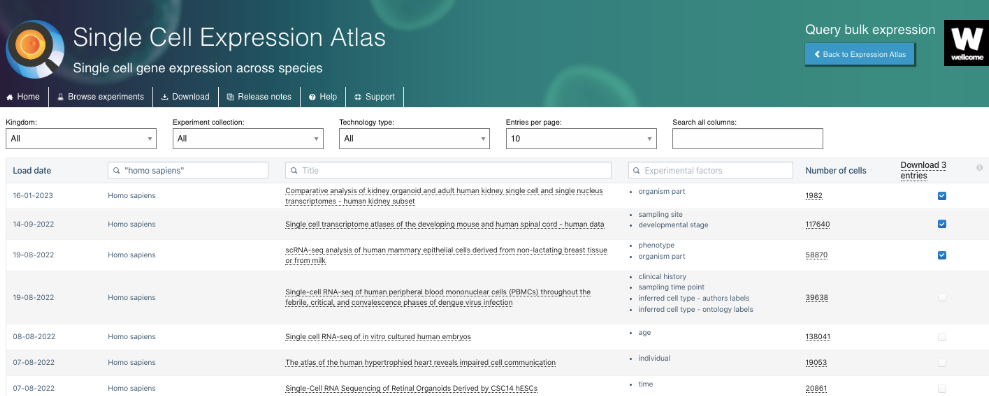 Single Cell Expression Atlas
Single cell gene expression across species
Query bulk expression
Back to Expression Atlas
W
wellcome
Home Browse experiments Download Release notes Help Support
Kingdom: Experiment collection: Technology type: Entries per page: Search all columns:
All All All 10
Load date "homo sapiens" Title Experimental factors Number of cells Download 3
entries
16-01-2023 Homo sapiens Comparative analysis of kidney organoid and adult human kidney single cell and single nucleus organism part 1982
transcriptomes - human kidney subset
sampling site
14-09-2022 Homo sapiens Single cell transcriptome atlases of the developing mouse and human spinal cord - human data developmental stage 117640
phenotype
19-08-2022 Homo sapiens scRNA-seq analysis of human mammary epithelial cells derived from non-lactating breast tissue organism part 58870
or from milk
clinical history
sampling time point
19-08-2022 Homo sapiens Single-cell RNA-seq of human peripheral blood mononuclear cells (PBMCs) throughout the inferred cell type - authors labels 39638
febrile, critical, and convalescence phases of dengue virus infection inferred cell type - ontology labels
08-08-2022 Homo sapiens Single cell RNA-seq of in vitro cultured human embryos age 138041
07-08-2022 Homo sapiens The atlas of the human hypertrophied heart reveals impaired cell communication individual 19053
07-08-2022 Homo sapiens Single-Cell RNA Sequencing of Retinal Organoids Derived by CSC14 hESCs time 20861